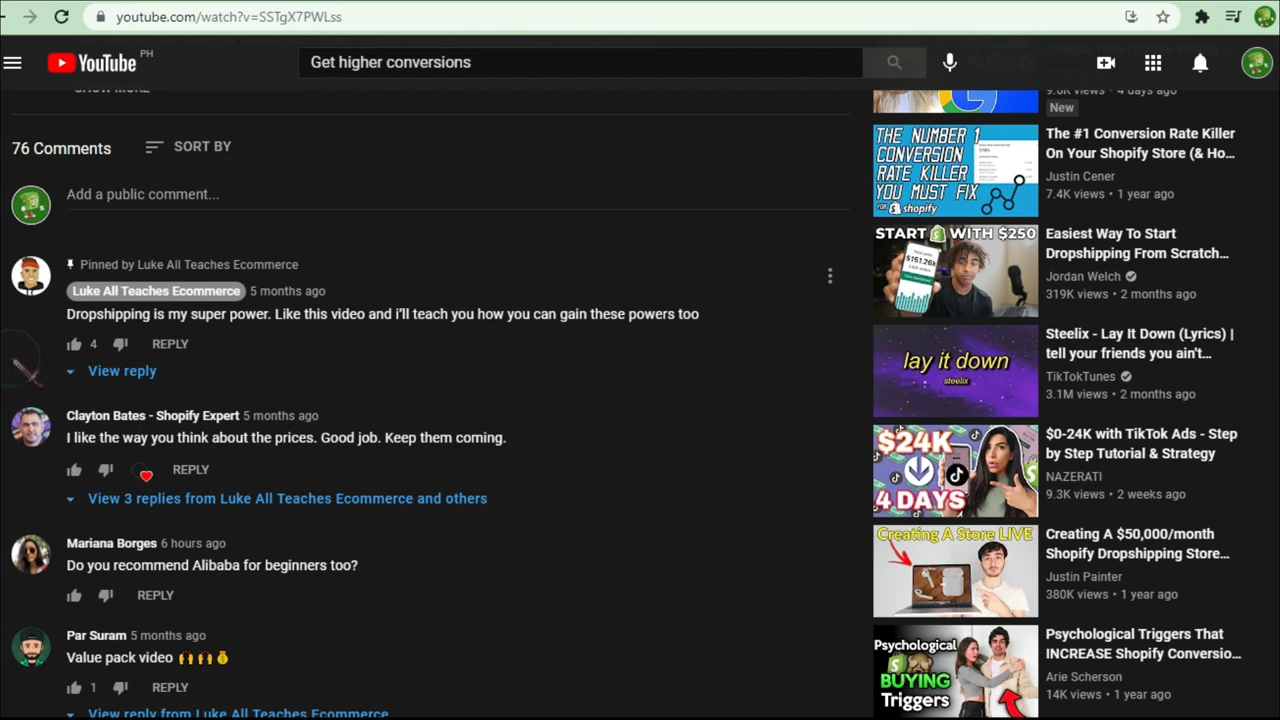 youtube.com/watch?v=SSTgX7PWLss
YouTube PH
Get higher conversions
SHOW MORE
76 Comments
SORT BY
Add a public comment...
Pinned by Luke All Teaches Ecommerce
Luke All Teaches Ecommerce 5 months ago
Dropshipping is my super power. Like this video and i'll teach you how you can gain these powers too
4 REPLY
View reply
Clayton Bates - Shopify Expert 5 months ago
I like the way you think about the prices. Good job. Keep them coming.
REPLY
View 3 replies from Luke All Teaches Ecommerce and others
Mariana Borges 6 hours ago
Do you recommend Alibaba for beginners too?
REPLY
Par Suram 5 months ago
Value pack video 🙌🙌💰
1 REPLY
View reply from Luke All Teaches Ecommerce
9.6K views • 4 days ago
New
THE NUMBER 1
CONVERSION
RATE KILLER
YOU MUST FIX
FOR shopify
The #1 Conversion Rate Killer
On Your Shopify Store (& Ho...
Justin Cener
7.4K views • 1 year ago
START WITH $250
$151.26k
Easiest Way To Start
Dropshipping From Scratch...
Jordan Welch
319K views • 2 months ago
lay it down
steelix
Steelix - Lay It Down (Lyrics) |
tell your friends you ain't...
TikTokTunes
3.1M views • 2 months ago
$24K
4 DAYS
$0-24K with TikTok Ads - Step
by Step Tutorial & Strategy
NAZERATI
9.3K views • 2 weeks ago
Creating A Store LIVE
Creating A $50,000/month
Shopify Dropshipping Store...
Justin Painter
380K views • 1 year ago
Psychological
BUYING
Triggers
Psychological Triggers That
INCREASE Shopify Conversio...
Arie Scherson
14K views • 1 year ago